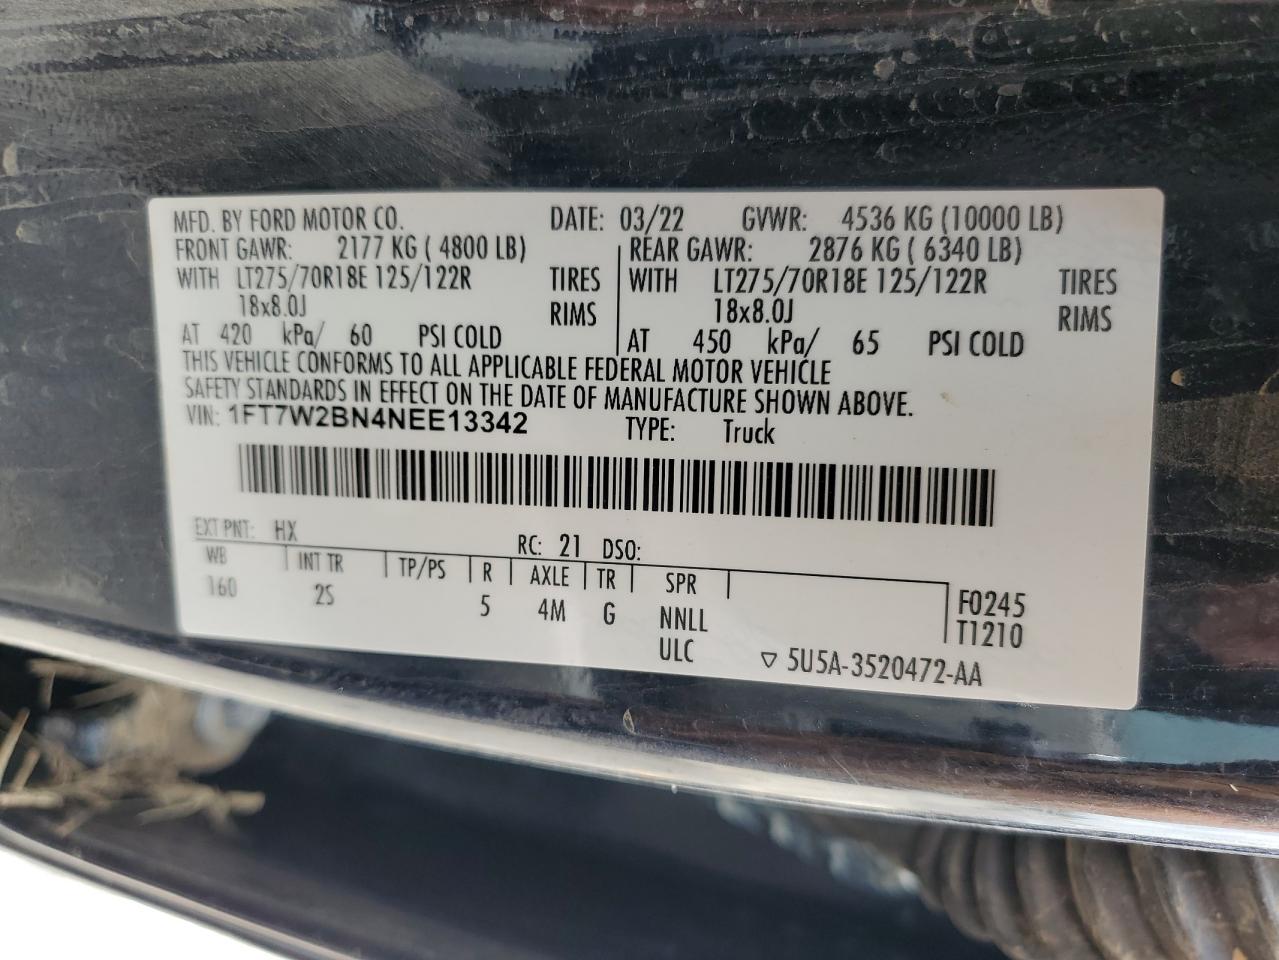 MFD. BY FORD MOTOR CO. DATE: 03/22 GVWR: 4536 KG (10000 LB)
FRONT GAWR: 2177 KG ( 4800 LB) REAR GAWR: 2876 KG ( 6340 LB)
WITH LT275/70R18E 125/122R TIRES WITH LT275/70R18E 125/122R TIRES
18x8.0J RIMS 18x8.0J RIMS
AT 420 kPa/ 60 PSI COLD AT 450 kPa/ 65 PSI COLD
THIS VEHICLE CONFORMS TO ALL APPLICABLE FEDERAL MOTOR VEHICLE
SAFETY STANDARDS IN EFFECT ON THE DATE OF MANUFACTURE SHOWN ABOVE.
VIN: 1FT7W2BN4NEE13342 TYPE: Truck
EXT PNT: HX RC: 21 DSO:
WB INT TR TP/PS R AXLE TR SPR
160 2S 5 4M G NNLL F0245
ULC T1210
▽ 5U5A-3520472-AA